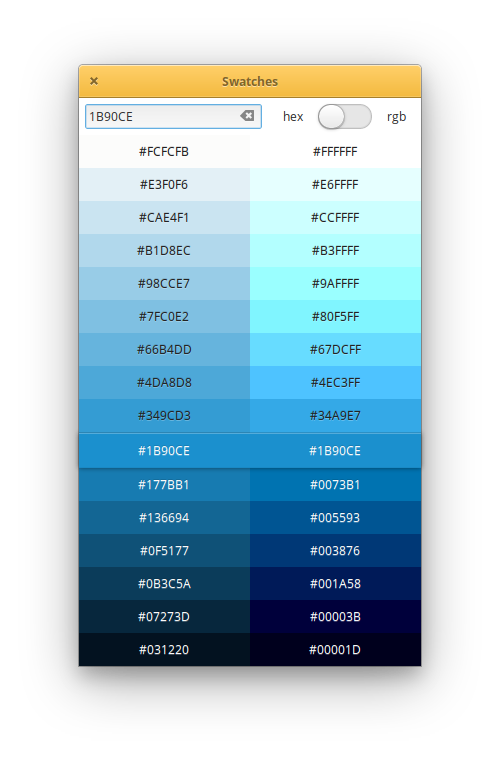 Swatches
1B90CE hex rgb
#FCFCFB #FFFFFF
#E3F0F6 #E6FFFF
#CAE4F1 #CCFFFF
#B1D8EC #B3FFFF
#98CCE7 #9AFFFF
#7FC0E2 #80F5FF
#66B4DD #67DCFF
#4DA8D8 #4EC3FF
#349CD3 #34A9E7
#1B90CE #1B90CE
#177BB1 #0073B1
#136694 #005593
#0F5177 #003876
#0B3C5A #001A58
#07273D #00003B
#031220 #00001D